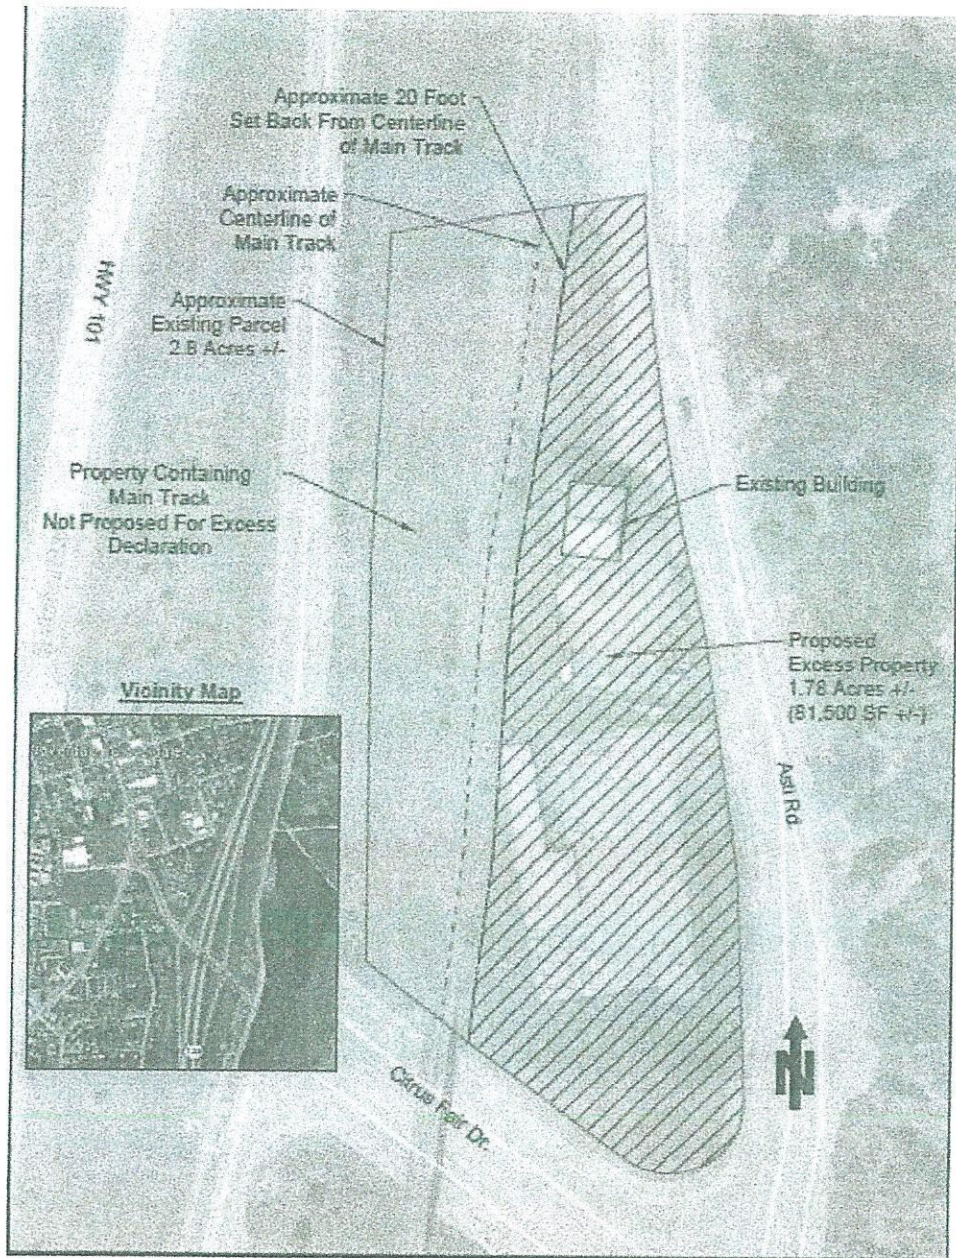 Approximate 20 Foot
Set Back From Centerline
of Main Track
Approximate
Centerline of
Main Track
HWY 101
Approximate
Existing Parcel
2.8 Acres +/-
Property Containing
Main Track
Not Proposed For Excess
Declaration
Existing Building
Proposed
Excess Property
1.78 Acres +/-
(81,500 SF +/-)
Vicinity Map
Asti Rd.
Citrus Fair Dr.
N